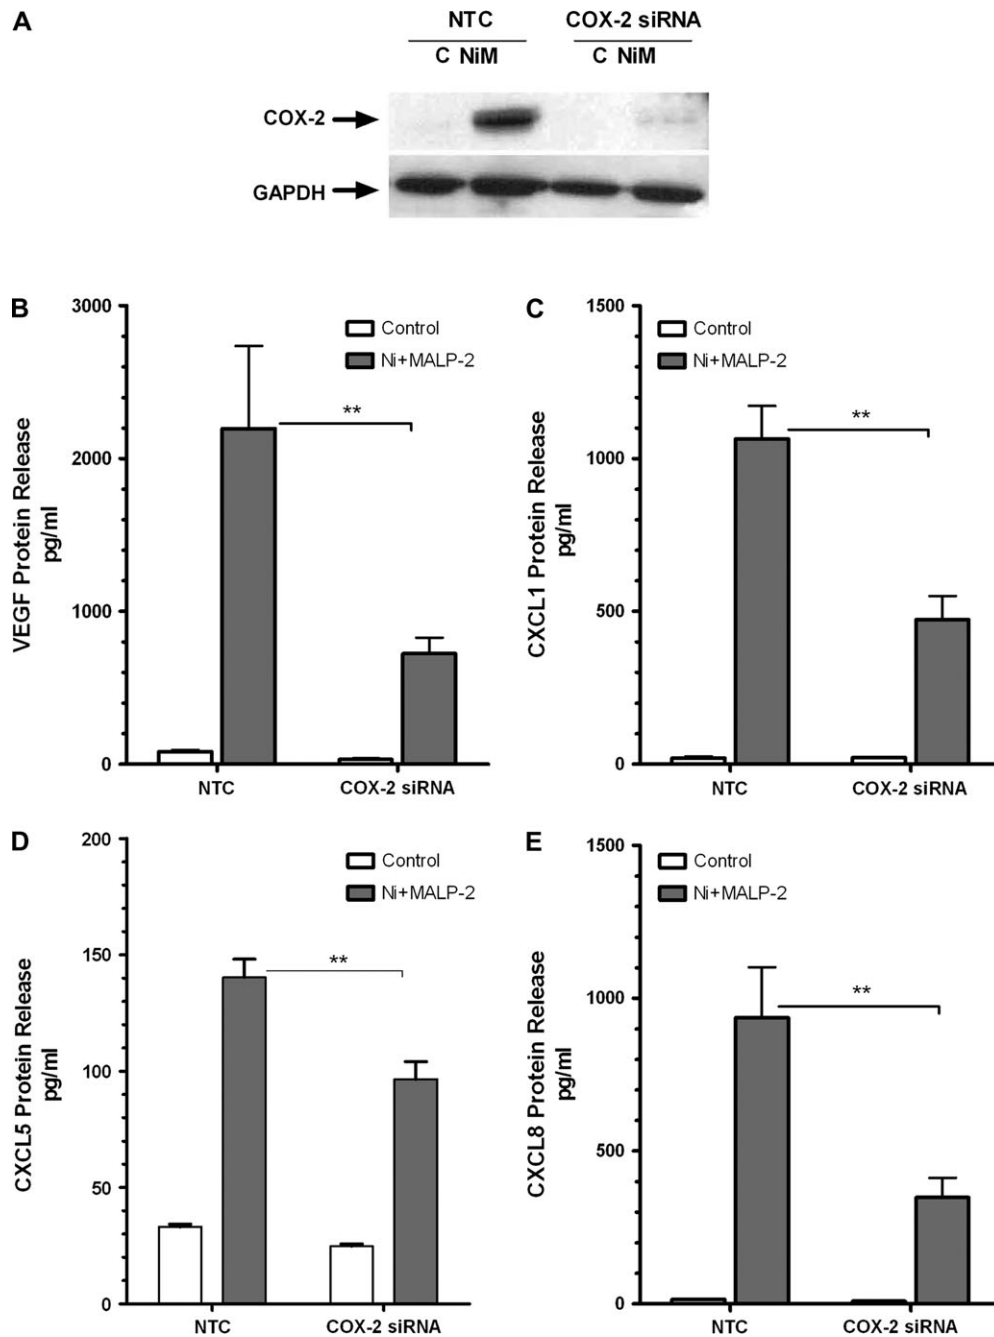 A
NTC COX-2 siRNA
C NiM C NiM
COX-2
GAPDH
B
3000
2000
1000
0
VEGF Protein Release
pg/ml
Control
Ni+MALP-2
**
NTC COX-2 siRNA
C
1500
1000
500
0
CXCL1 Protein Release
pg/ml
Control
Ni+MALP-2
**
NTC COX-2 siRNA
D
200
150
100
50
0
CXCL5 Protein Release
pg/ml
Control
Ni+MALP-2
**
NTC COX-2 siRNA
E
1500
1000
500
0
CXCL8 Protein Release
pg/ml
Control
Ni+MALP-2
**
NTC COX-2 siRNA